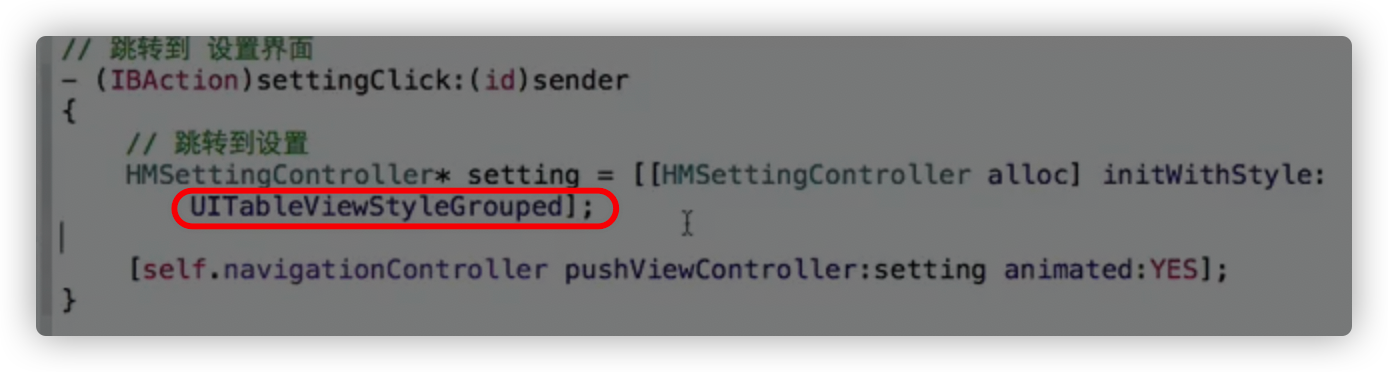 // 跳转到 设置界面
- (IBAction)settingClick:(id)sender
{
// 跳转到设置
HMSettingController* setting = [[HMSettingController alloc] initWithStyle:
UITableViewStyleGrouped];
[self.navigationController pushViewController:setting animated:YES];
}